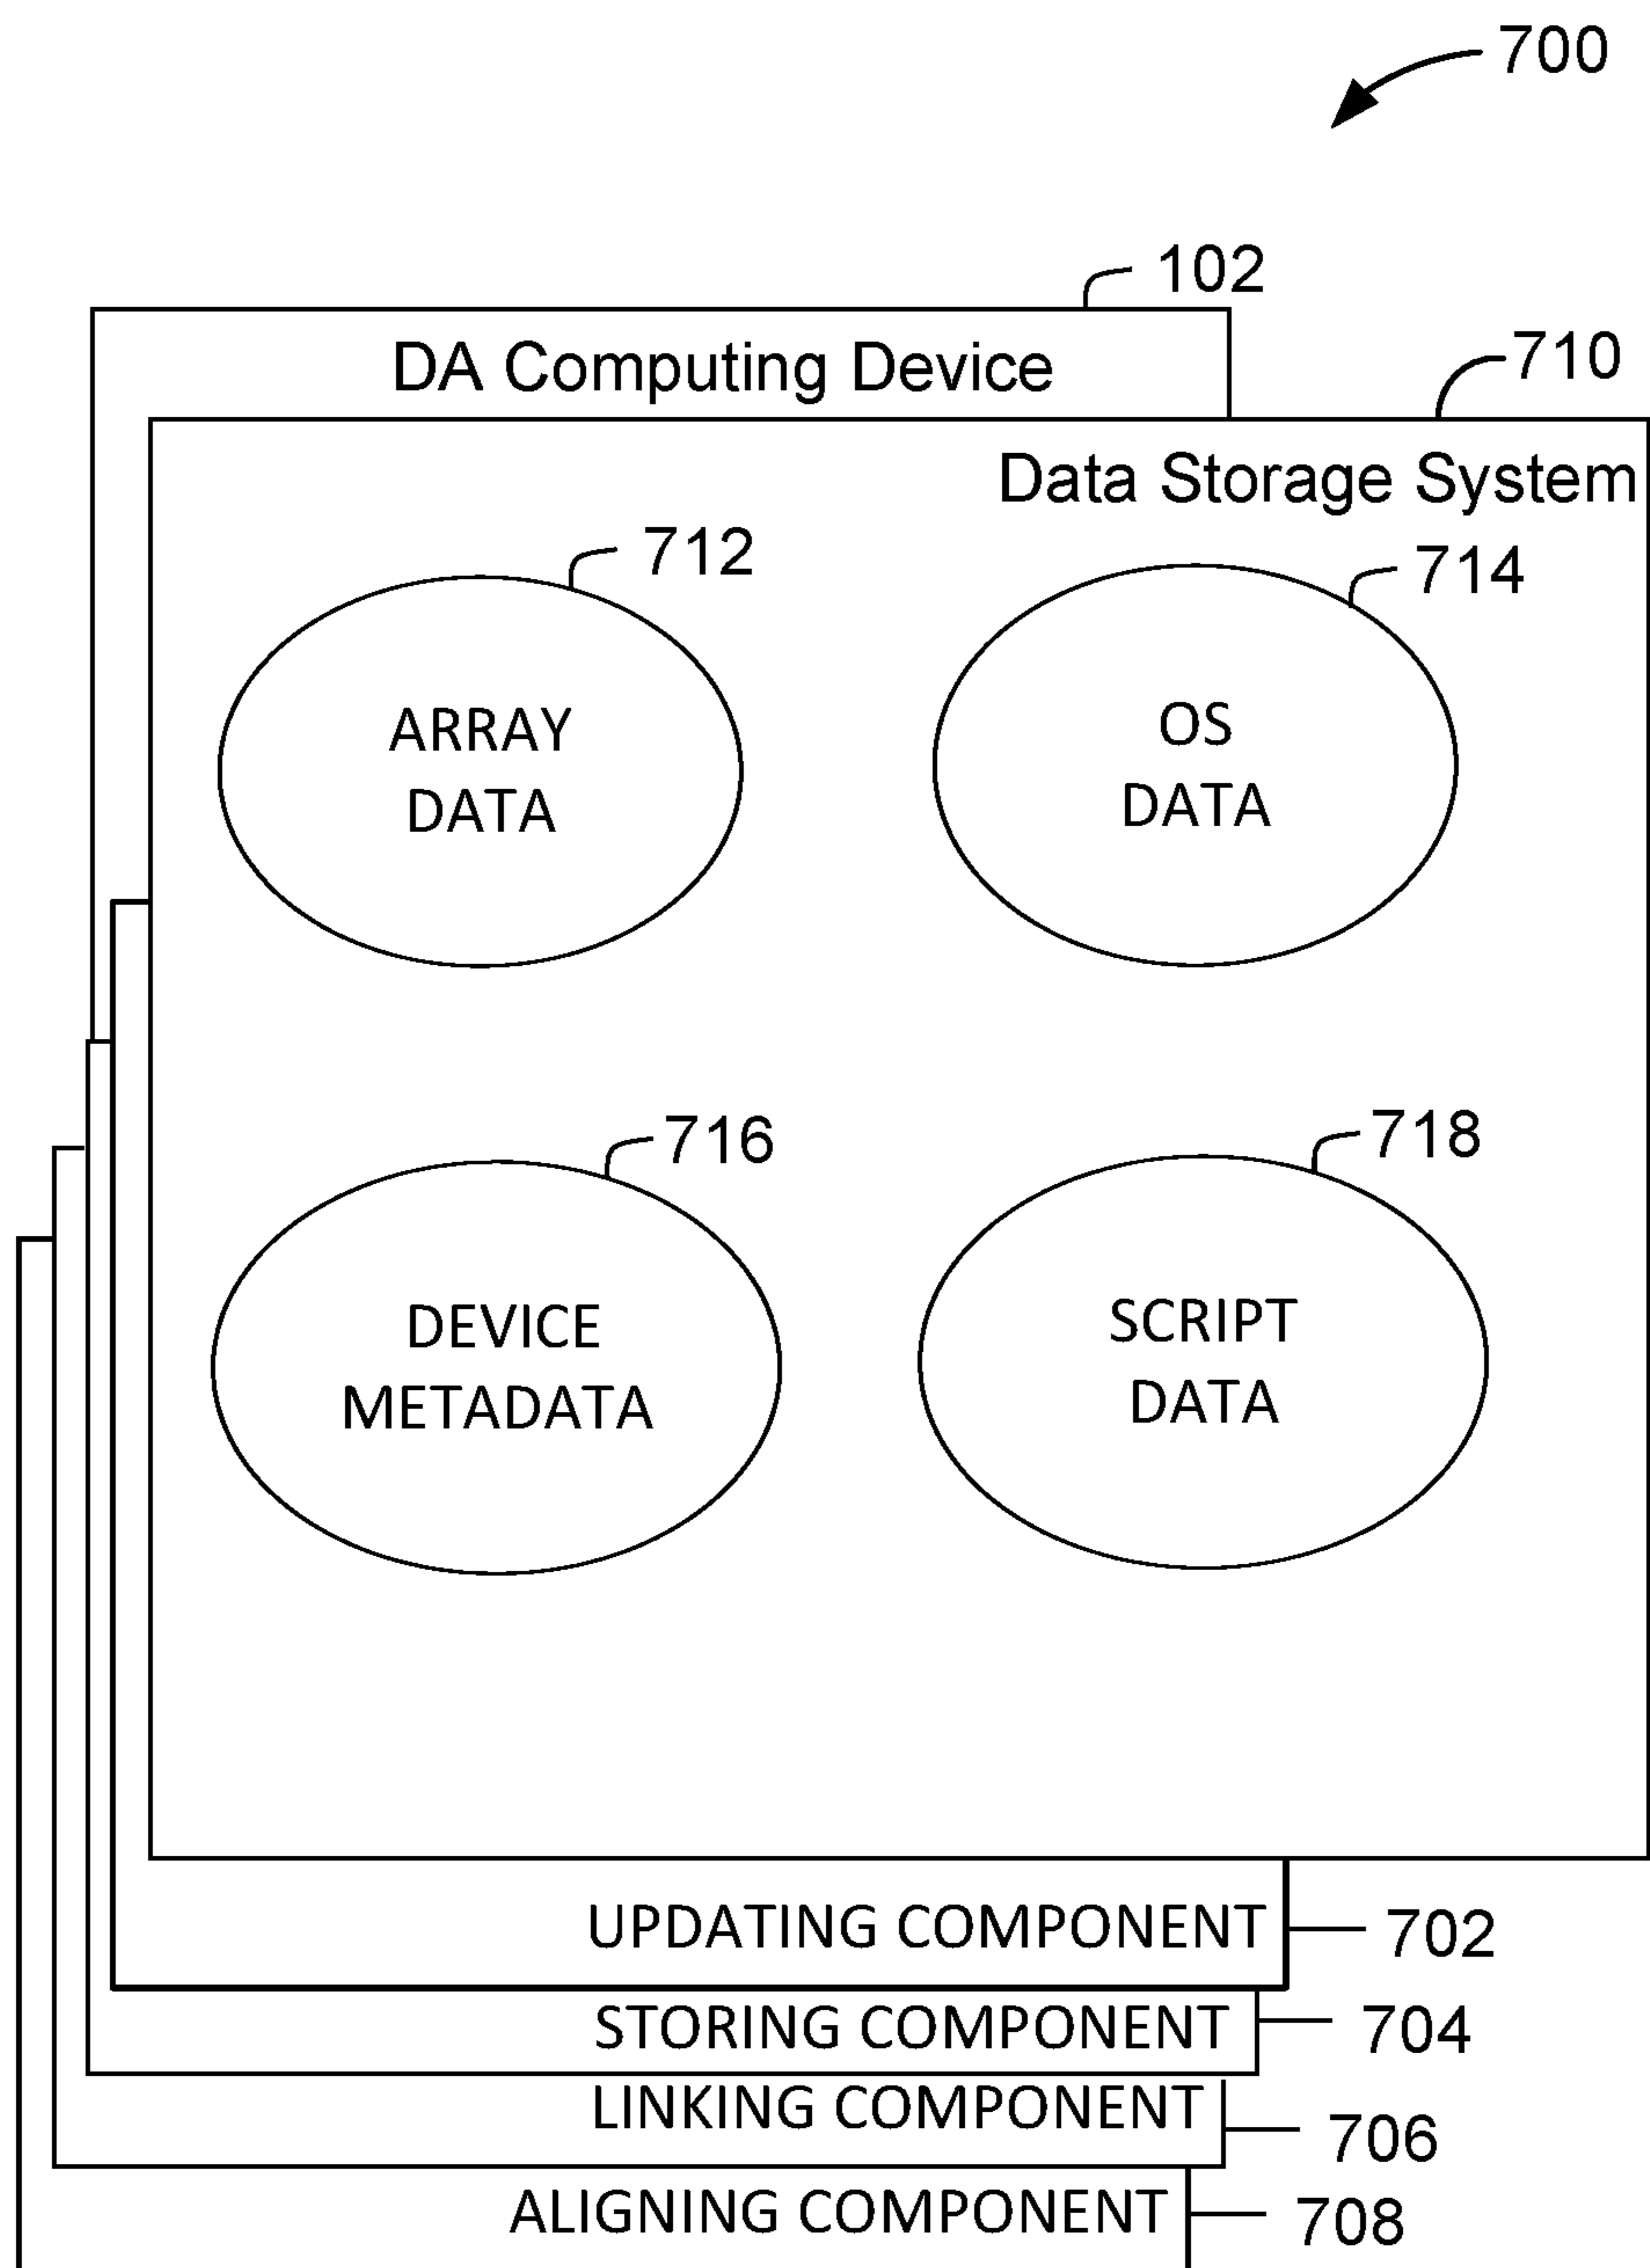 700
102
DA Computing Device
710
Data Storage System
712
714
ARRAY
DATA
OS
DATA
716
718
DEVICE
METADATA
SCRIPT
DATA
UPDATING COMPONENT
702
STORING COMPONENT
704
LINKING COMPONENT
706
ALIGNING COMPONENT
708